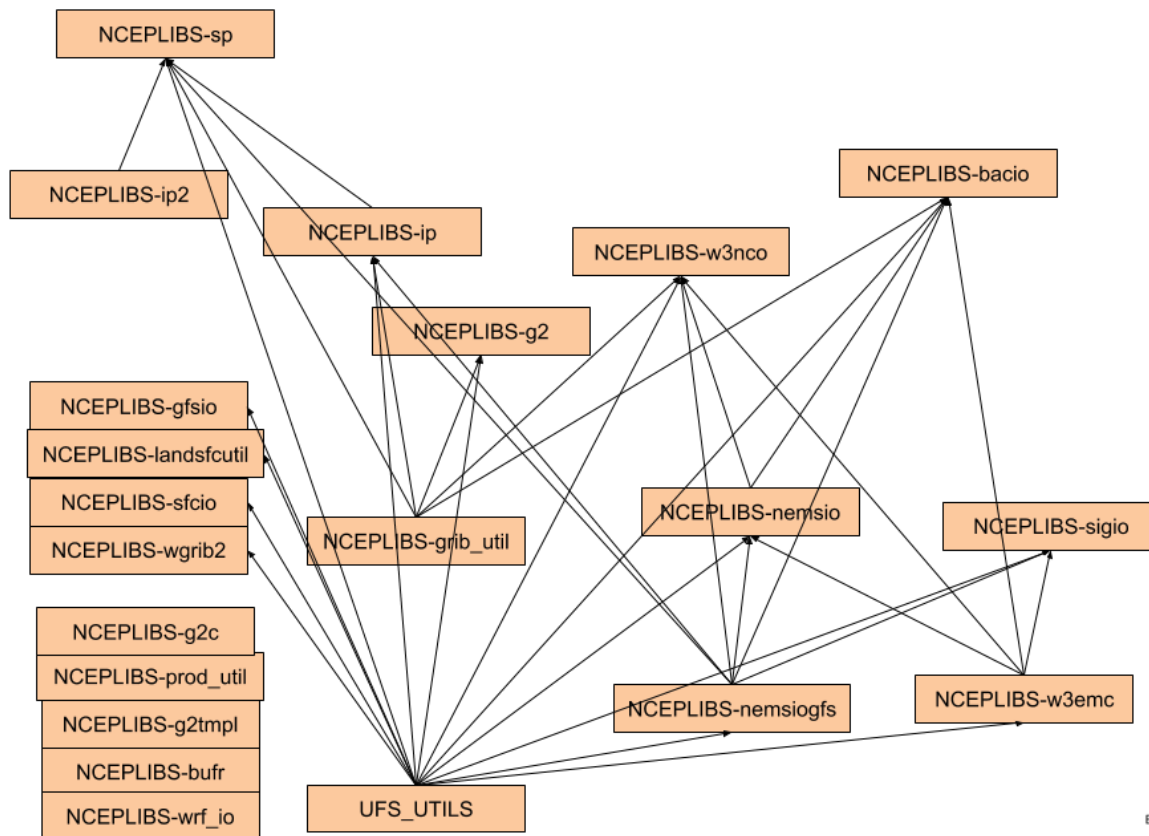 NCEPLIBS-sp
NCEPLIBS-ip2
NCEPLIBS-bacio
NCEPLIBS-ip
NCEPLIBS-w3nco
NCEPLIBS-g2
NCEPLIBS-gfsio
NCEPLIBS-landsfcutil
NCEPLIBS-sfcio
NCEPLIBS-wgrib2
NCEPLIBS-grib_util
NCEPLIBS-nemsio
NCEPLIBS-sigio
NCEPLIBS-g2c
NCEPLIBS-prod_util
NCEPLIBS-g2tmpl
NCEPLIBS-bufr
NCEPLIBS-wrf_io
NCEPLIBS-nemsiogfs
NCEPLIBS-w3emc
UFS_UTILS